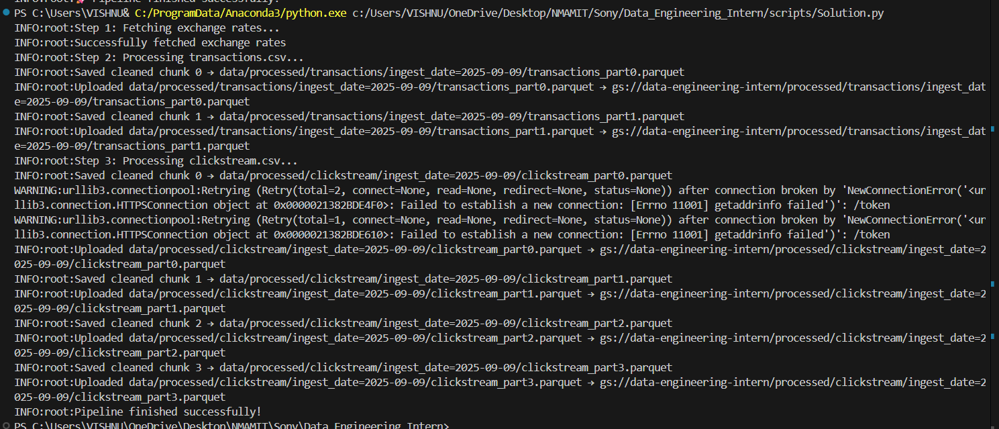 INFO:root:🚀 Pipeline finished successfully!
PS C:\Users\VISHNU& C:/ProgramData/Anaconda3/python.exe c:/Users/VISHNU/OneDrive/Desktop/NMAMIT/Sony/Data_Engineering_Intern/scripts/Solution.py
INFO:root:Step 1: Fetching exchange rates...
INFO:root:Successfully fetched exchange rates
INFO:root:Step 2: Processing transactions.csv...
INFO:root:Saved cleaned chunk 0 → data/processed/transactions/ingest_date=2025-09-09/transactions_part0.parquet
INFO:root:Uploaded data/processed/transactions/ingest_date=2025-09-09/transactions_part0.parquet → gs://data-engineering-intern/processed/transactions/ingest_dat
e=2025-09-09/transactions_part0.parquet
INFO:root:Saved cleaned chunk 1 → data/processed/transactions/ingest_date=2025-09-09/transactions_part1.parquet
INFO:root:Uploaded data/processed/transactions/ingest_date=2025-09-09/transactions_part1.parquet → gs://data-engineering-intern/processed/transactions/ingest_dat
e=2025-09-09/transactions_part1.parquet
INFO:root:Step 3: Processing clickstream.csv...
INFO:root:Saved cleaned chunk 0 → data/processed/clickstream/ingest_date=2025-09-09/clickstream_part0.parquet
WARNING:urllib3.connectionpool:Retrying (Retry(total=2, connect=None, read=None, redirect=None, status=None)) after connection broken by 'NewConnectionError('<ur
llib3.connection.HTTPSConnection object at 0x0000021382BDE4F0>: Failed to establish a new connection: [Errno 11001] getaddrinfo failed')': /token
WARNING:urllib3.connectionpool:Retrying (Retry(total=1, connect=None, read=None, redirect=None, status=None)) after connection broken by 'NewConnectionError('<ur
llib3.connection.HTTPSConnection object at 0x0000021382BDE610>: Failed to establish a new connection: [Errno 11001] getaddrinfo failed')': /token
INFO:root:Uploaded data/processed/clickstream/ingest_date=2025-09-09/clickstream_part0.parquet → gs://data-engineering-intern/processed/clickstream/ingest_date=2
025-09-09/clickstream_part0.parquet
INFO:root:Saved cleaned chunk 1 → data/processed/clickstream/ingest_date=2025-09-09/clickstream_part1.parquet
INFO:root:Uploaded data/processed/clickstream/ingest_date=2025-09-09/clickstream_part1.parquet → gs://data-engineering-intern/processed/clickstream/ingest_date=2
025-09-09/clickstream_part1.parquet
INFO:root:Saved cleaned chunk 2 → data/processed/clickstream/ingest_date=2025-09-09/clickstream_part2.parquet
INFO:root:Uploaded data/processed/clickstream/ingest_date=2025-09-09/clickstream_part2.parquet → gs://data-engineering-intern/processed/clickstream/ingest_date=2
025-09-09/clickstream_part2.parquet
INFO:root:Saved cleaned chunk 3 → data/processed/clickstream/ingest_date=2025-09-09/clickstream_part3.parquet
INFO:root:Uploaded data/processed/clickstream/ingest_date=2025-09-09/clickstream_part3.parquet → gs://data-engineering-intern/processed/clickstream/ingest_date=2
025-09-09/clickstream_part3.parquet
INFO:root:Pipeline finished successfully!
PS C:\Users\VISHNU\OneDrive\Desktop\NMAMIT\Sony\Data_Engineering_Intern>